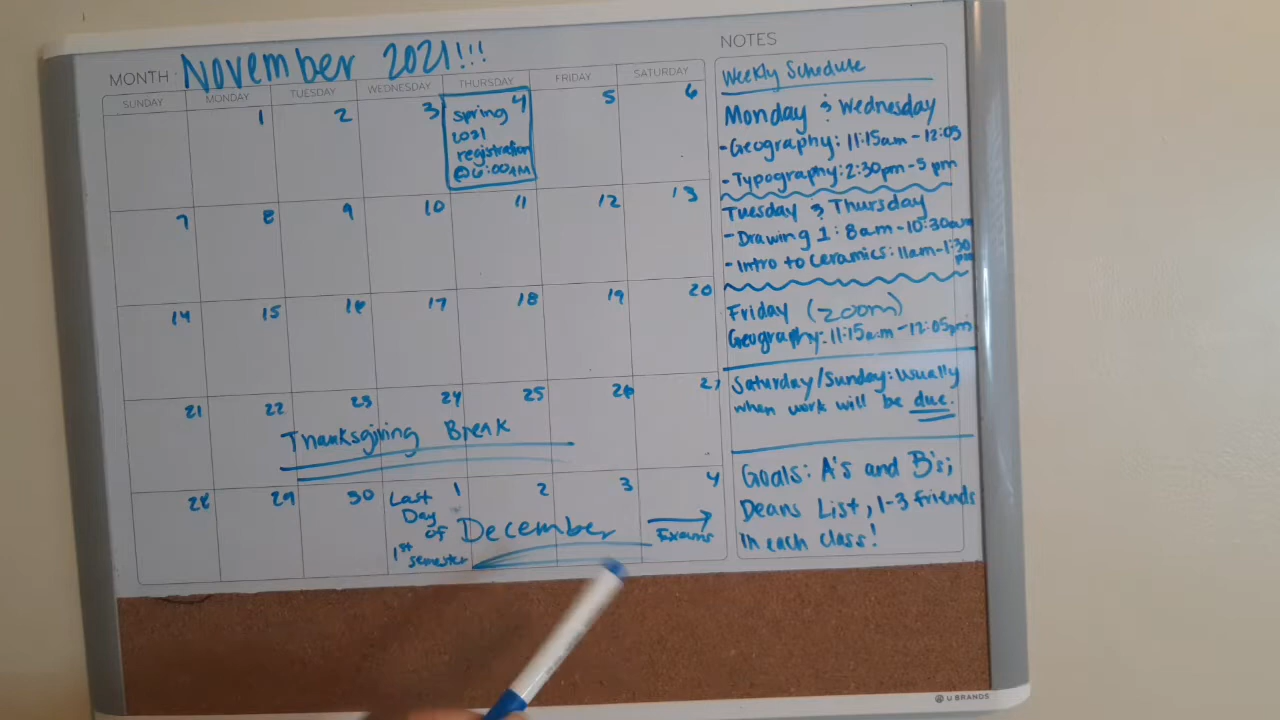 MONTH: November 2021!!!
SUNDAY MONDAY TUESDAY WEDNESDAY THURSDAY FRIDAY SATURDAY
1 2 3 4 5 6
spring
2021
registration
@6:00AM
7 8 9 10 11 12 13
14 15 16 17 18 19 20
21 22 23 24 25 26 27
Thanksgiving Break
28 29 30 1 2 3 4
Last
Day
of
1st
semester
December
Exams
NOTES
Weekly Schedule
Monday & Wednesday
-Geography: 11:15am-12:05
-Typography: 2:30pm-5 pm
Tuesday & Thursday
-Drawing 1: 8am-10:30am
-Intro to ceramics: 11am-1:30
pm
Friday (zoom)
Geography: 11:15am-12:05pm
Saturday/Sunday: usually
when work will be due.
Goals: A's and B's;
Deans List, 1-3 friends
in each class!
U BRANDS